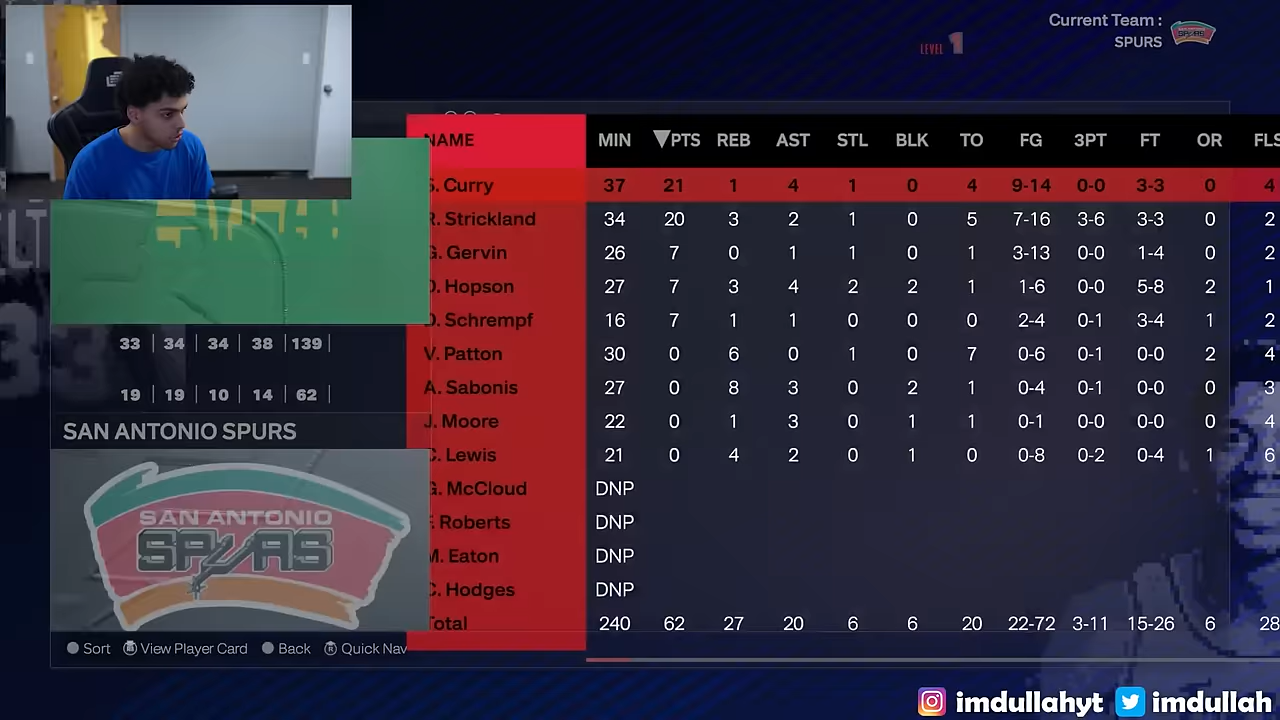 Current Team :
SPURS
LEVEL 1
NAME MIN PTS REB AST STL BLK TO FG 3PT FT OR FLS
S. Curry 37 21 1 4 1 0 4 9-14 0-0 3-3 0 4
R. Strickland 34 20 3 2 1 0 5 7-16 3-6 3-3 0 2
G. Gervin 26 7 0 1 1 0 1 3-13 0-0 1-4 0 2
D. Hopson 27 7 3 4 2 2 1 1-6 0-0 5-8 2 1
D. Schrempf 16 7 1 1 0 0 0 2-4 0-1 3-4 1 2
V. Patton 30 0 6 0 1 0 7 0-6 0-1 0-0 2 4
A. Sabonis 27 0 8 3 0 2 1 0-4 0-1 0-0 0 3
J. Moore 22 0 1 3 0 1 1 0-1 0-0 0-0 0 4
C. Lewis 21 0 4 2 0 1 0 0-8 0-2 0-4 1 6
G. McCloud DNP
F. Roberts DNP
M. Eaton DNP
C. Hodges DNP
Total 240 62 27 20 6 6 20 22-72 3-11 15-26 6 28
33 34 34 38 139
19 19 10 14 62
SAN ANTONIO SPURS
SAN ANTONIO
SPURS
Sort View Player Card Back Quick Nav
imdullahyt imdullah